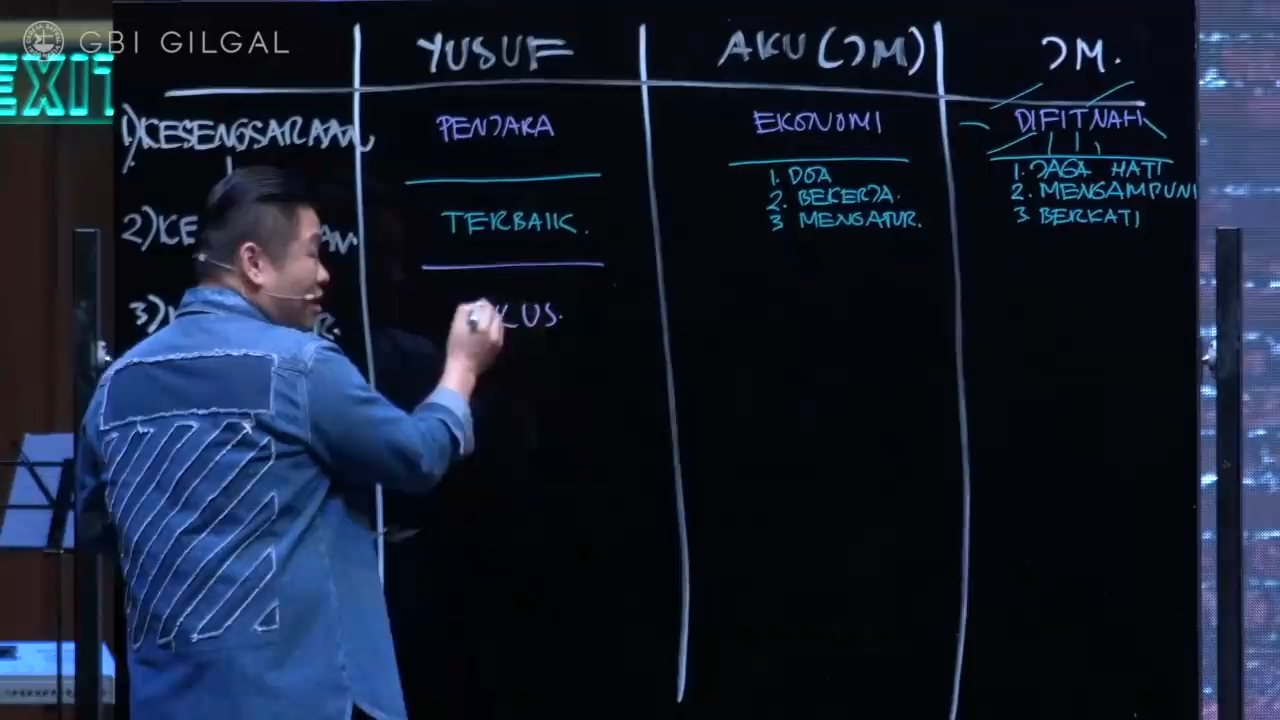 GBI GILGAL
EXIT
YUSUF
AKU (JM)
JM.
1) KESENGSARAAN
PENJARA
EKONOMI
DIFITNAH
1. DOA
2. BEKERJA.
3 MENGATUR.
1. JAGA HATI
2. MENGAMPUNI
3 BERKATI
2)
TERBAIK.
3)